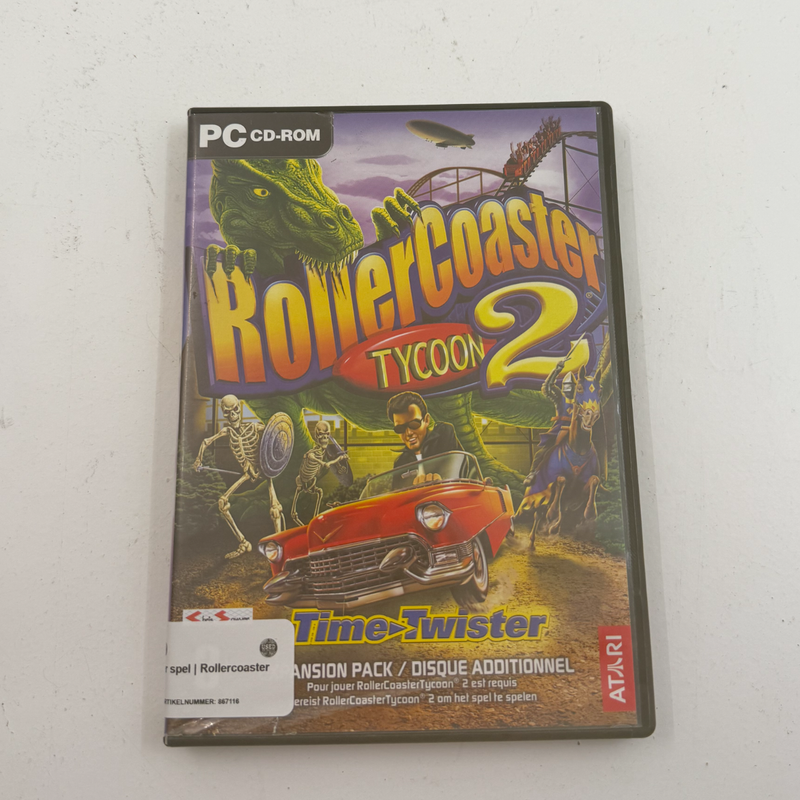 PC CD-ROM
RollerCoaster
TYCOON 2
Time Twister
ANSION PACK / DISQUE ADDITIONNEL
Pour jouer RollerCoasterTycoon® 2 est requis
ereist RollerCoasterTycoon® 2 om het spel te spelen
ATARI
USED
spel | Rollercoaster
TIKELNUMMER: 867116